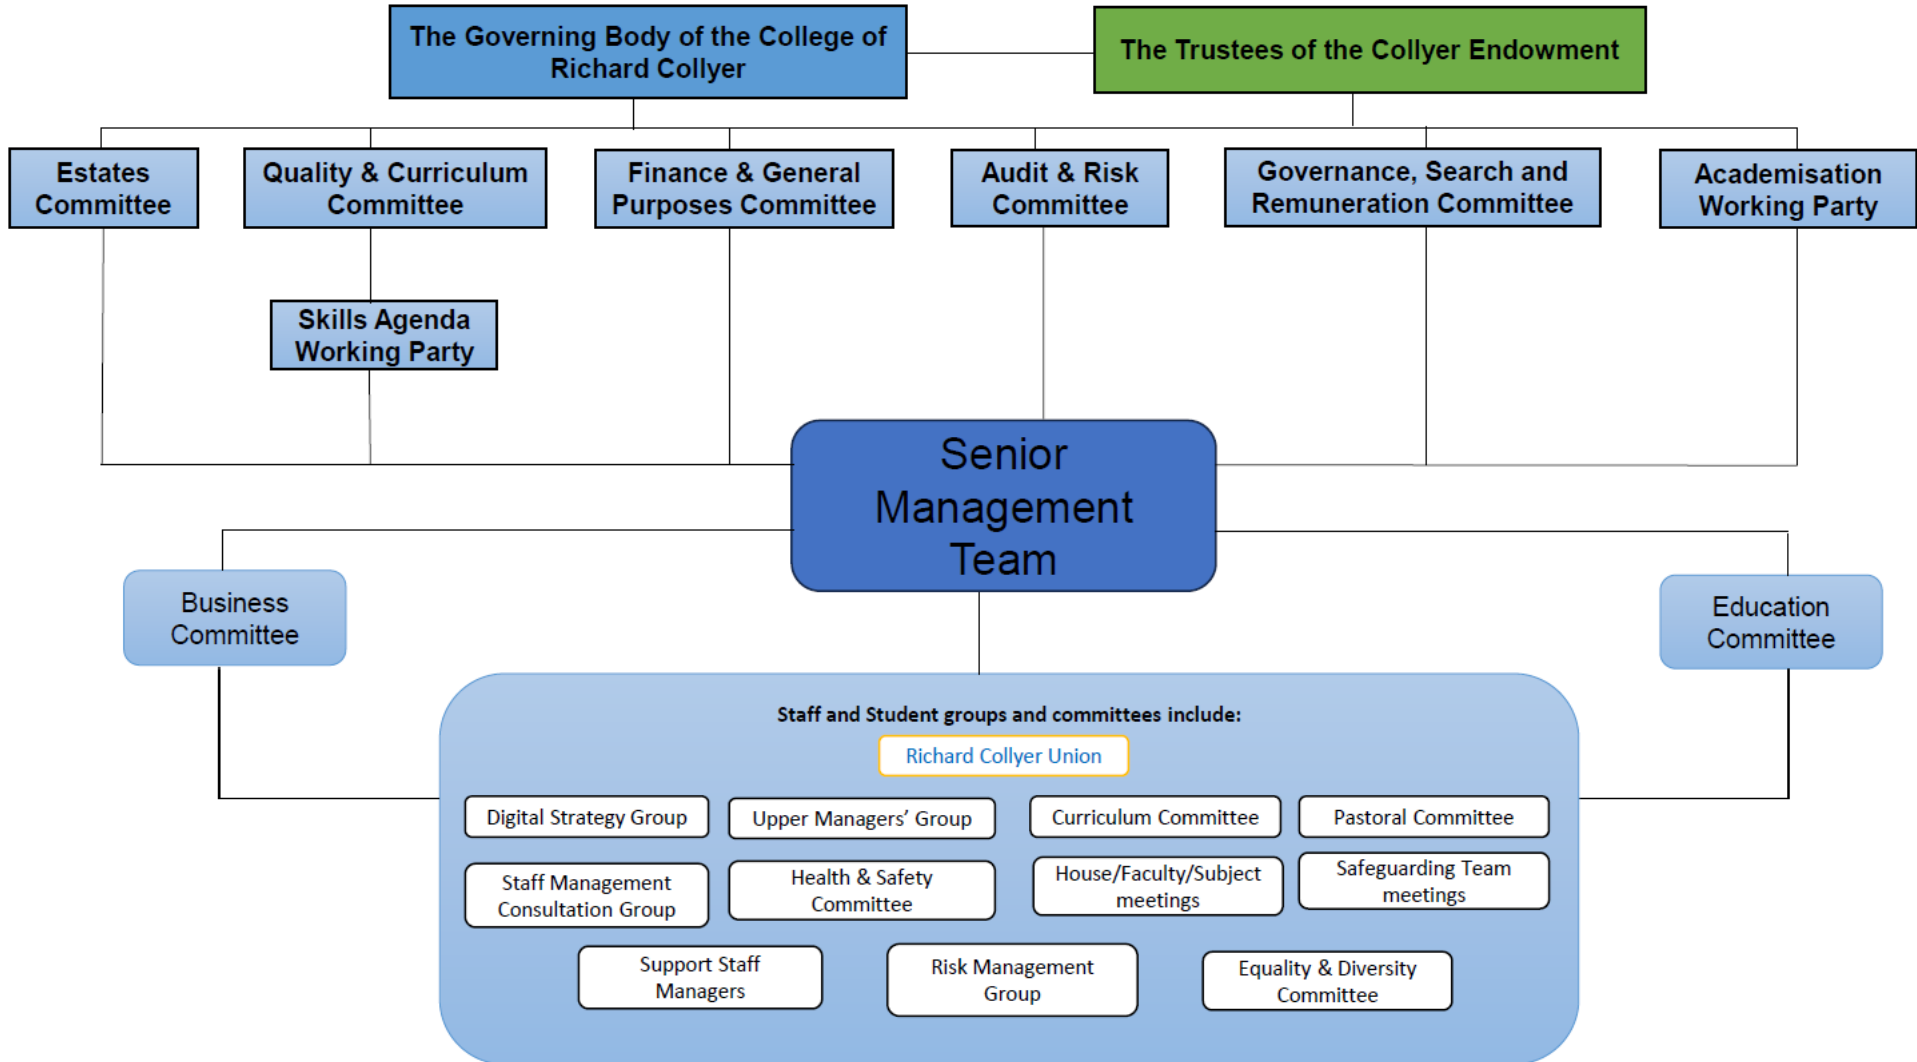 The Governing Body of the College of
Richard Collyer
The Trustees of the Collyer Endowment
Estates
Committee
Quality & Curriculum
Committee
Finance & General
Purposes Committee
Audit & Risk
Committee
Governance, Search and
Remuneration Committee
Academisation
Working Party
Skills Agenda
Working Party
Senior
Management
Team
Business
Committee
Education
Committee
Staff and Student groups and committees include:
Richard Collyer Union
Digital Strategy Group
Upper Managers’ Group
Curriculum Committee
Pastoral Committee
Staff Management
Consultation Group
Health & Safety
Committee
House/Faculty/Subject
meetings
Safeguarding Team
meetings
Support Staff
Managers
Risk Management
Group
Equality & Diversity
Committee